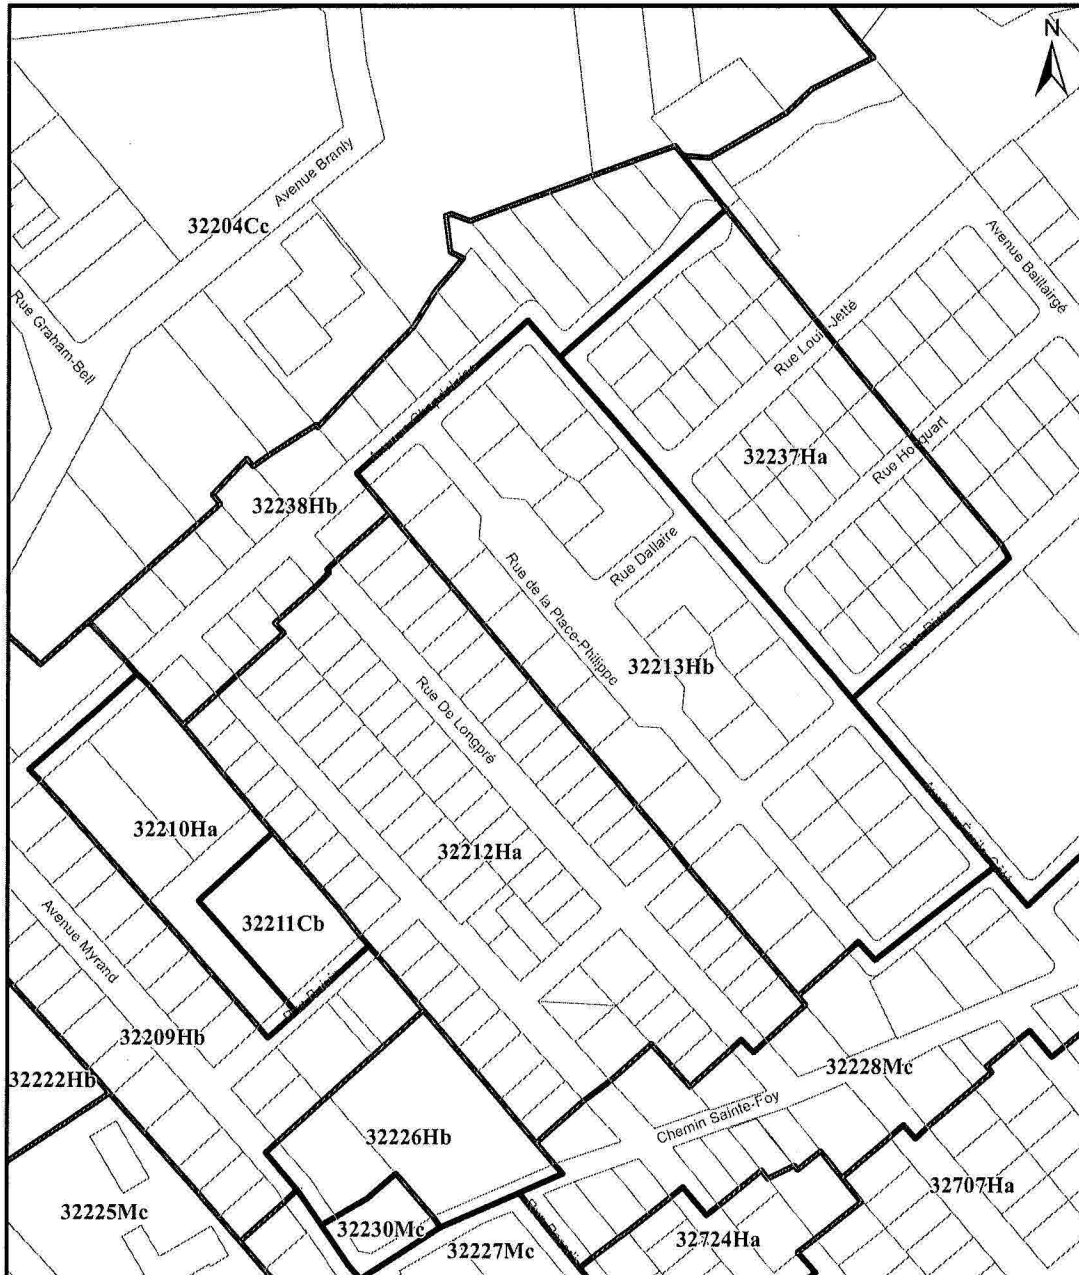 N
Avenue Branly
32204Cc
Avenue Baillairgé
Rue Graham-Bell
Rue Louis-Jetté
32237Ha
Rue Hocquart
32238Hb
Rue Dallaire
Rue de la Place-Philippe
32213Hb
Rue De Longpré
32210Ha
32212Ha
32211Cb
Avenue Myrand
32209Hb
32222Hb
32228Mc
Chemin Sainte-Foy
32226Hb
32707Ha
32225Mc
32230Mc
32227Mc
32724Ha